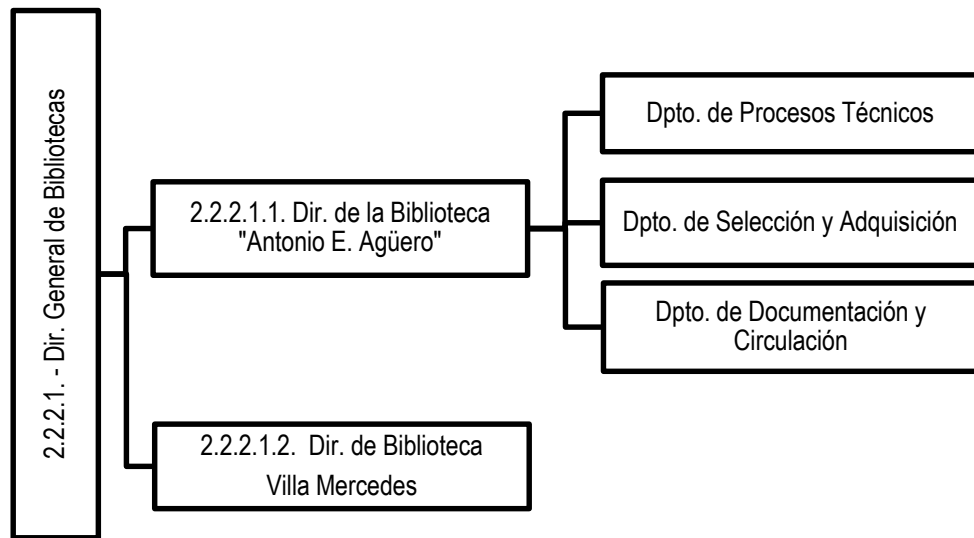 2.2.2.1. - Dir. General de Bibliotecas
2.2.2.1.1. Dir. de la Biblioteca
"Antonio E. Agüero"
Dpto. de Procesos Técnicos
Dpto. de Selección y Adquisición
Dpto. de Documentación y
Circulación
2.2.2.1.2. Dir. de Biblioteca
Villa Mercedes